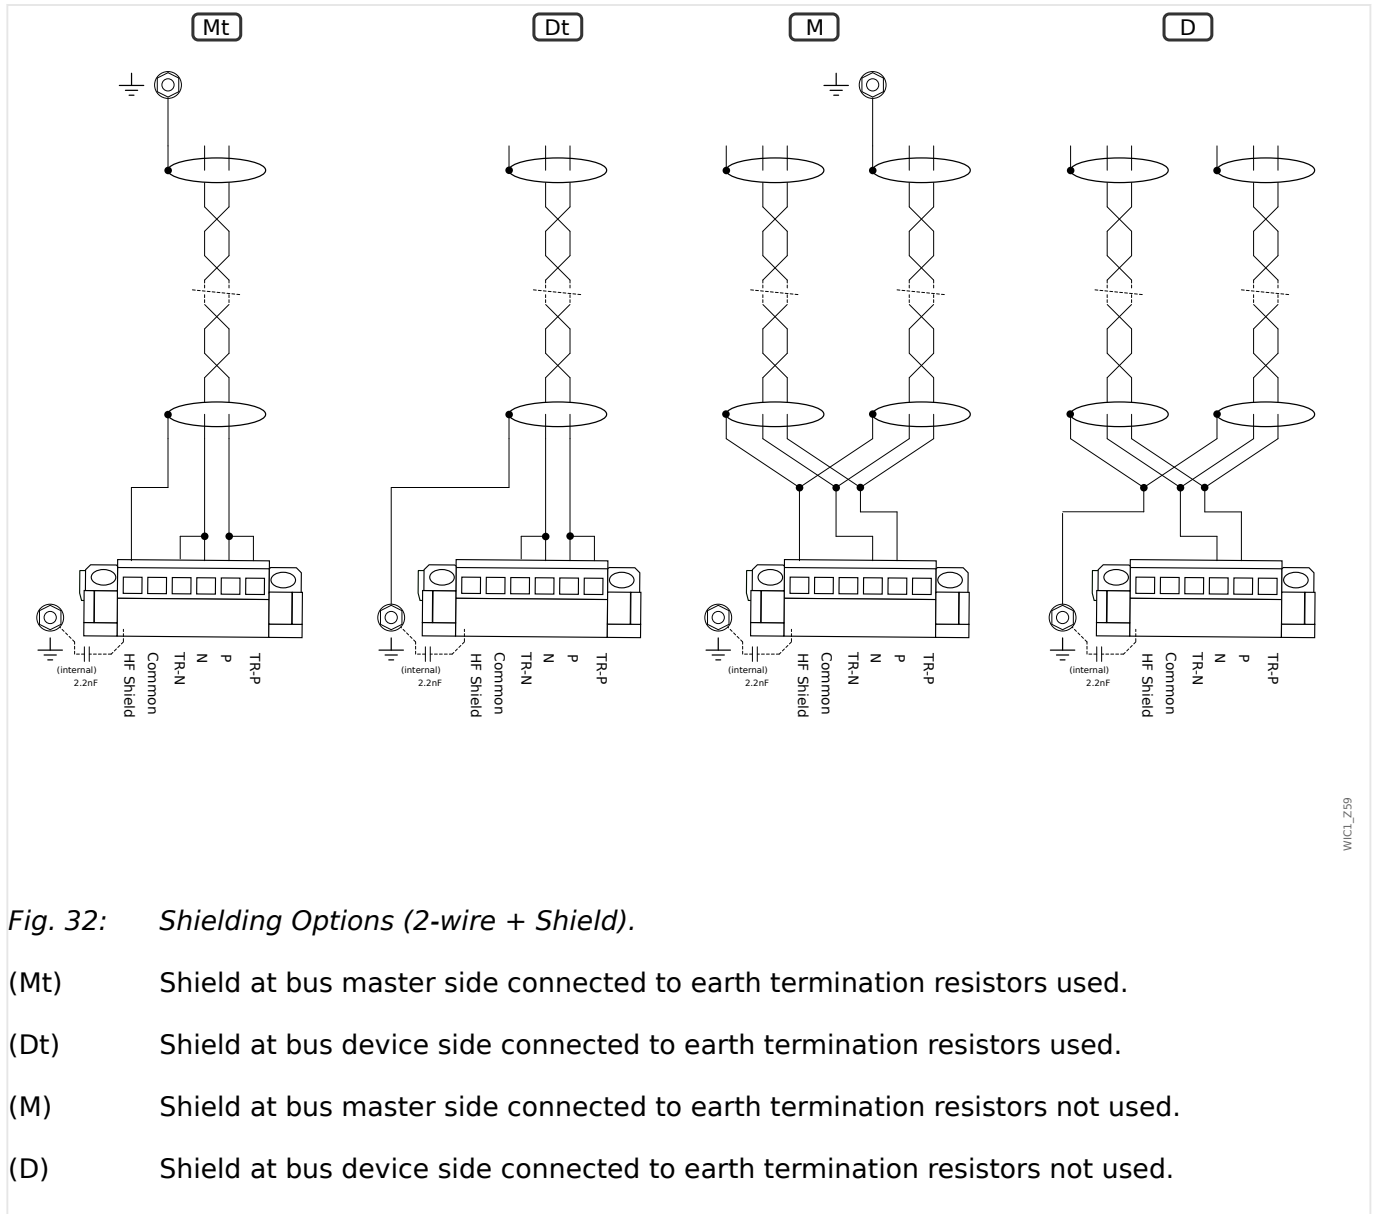 Mt
Dt
M
D
(internal)
2.2nF
HF Shield
Common
TR-N
N
P
TR-P
(internal)
2.2nF
HF Shield
Common
TR-N
N
P
TR-P
(internal)
2.2nF
HF Shield
Common
TR-N
N
P
TR-P
(internal)
2.2nF
HF Shield
Common
TR-N
N
P
TR-P
WIC1_Z59
Fig. 32: Shielding Options (2-wire + Shield).
(Mt) Shield at bus master side connected to earth termination resistors used.
(Dt) Shield at bus device side connected to earth termination resistors used.
(M) Shield at bus master side connected to earth termination resistors not used.
(D) Shield at bus device side connected to earth termination resistors not used.